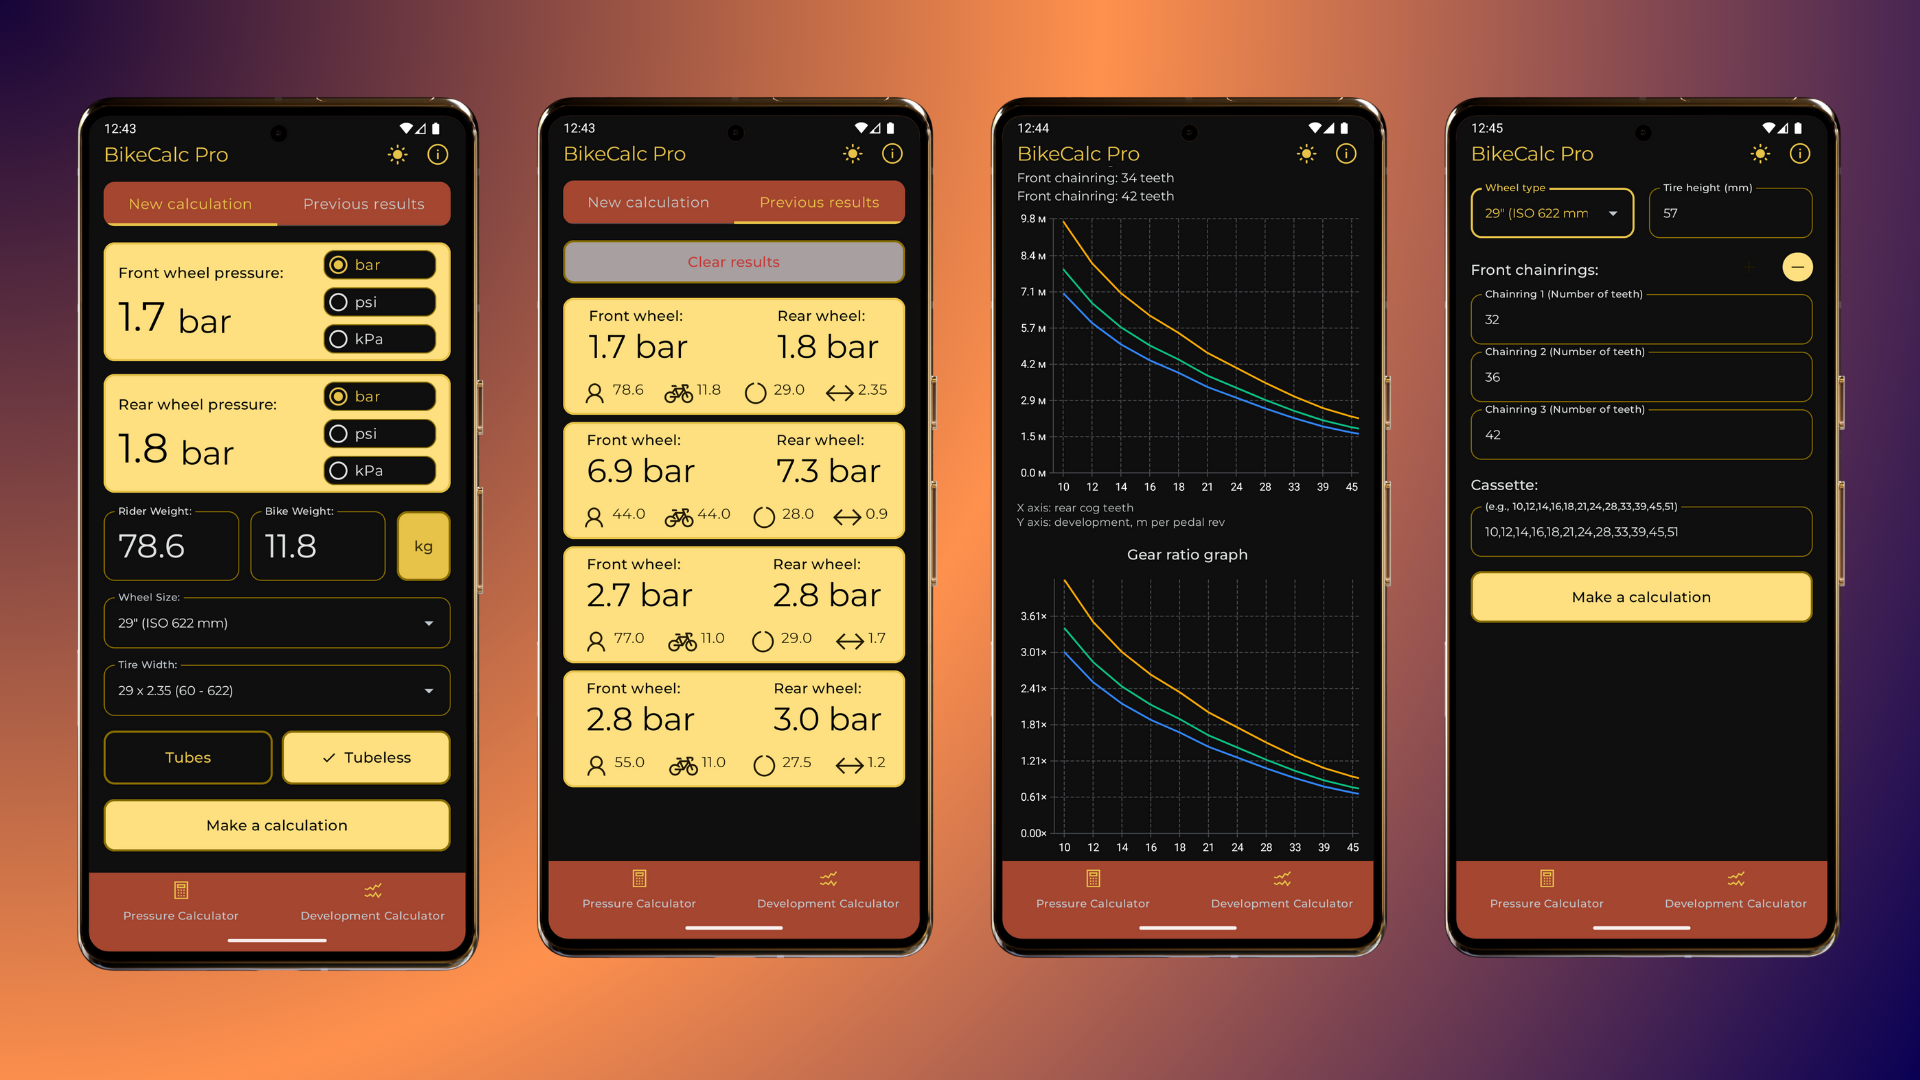 12:43
BikeCalc Pro
New calculation Previous results
Front wheel pressure:
1.7 bar
bar
psi
kPa
Rear wheel pressure:
1.8 bar
bar
psi
kPa
Rider Weight: Bike Weight:
78.6 11.8 kg
Wheel Size:
29" (ISO 622 mm)
Tire Width:
29 x 2.35 (60 - 622)
Tubes Tubeless
Make a calculation
Pressure Calculator Development Calculator
12:43
BikeCalc Pro
New calculation Previous results
Clear results
Front wheel: Rear wheel:
1.7 bar 1.8 bar
78.6 11.8 29.0 2.35
Front wheel: Rear wheel:
6.9 bar 7.3 bar
44.0 44.0 28.0 0.9
Front wheel: Rear wheel:
2.7 bar 2.8 bar
77.0 11.0 29.0 1.7
Front wheel: Rear wheel:
2.8 bar 3.0 bar
55.0 11.0 27.5 1.2
Pressure Calculator Development Calculator
12:44
BikeCalc Pro
Front chainring: 34 teeth
Front chainring: 42 teeth
9.8 м
8.4 м
7.1 м
5.7 м
4.2 м
2.9 м
1.5 м
0.0 м
10 12 14 16 18 21 24 28 33 39 45
X axis: rear cog teeth
Y axis: development, m per pedal rev
Gear ratio graph
3.61×
3.01×
2.41×
1.81×
1.21×
0.61×
0.00×
10 12 14 16 18 21 24 28 33 39 45
Pressure Calculator Development Calculator
12:45
BikeCalc Pro
Wheel type Tire height (mm)
29" (ISO 622 mm 57
Front chainrings:
Chainring 1 (Number of teeth)
32
Chainring 2 (Number of teeth)
36
Chainring 3 (Number of teeth)
42
Cassette:
(e.g., 10,12,14,16,18,21,24,28,33,39,45,51)
10,12,14,16,18,21,24,28,33,39,45,51
Make a calculation
Pressure Calculator Development Calculator